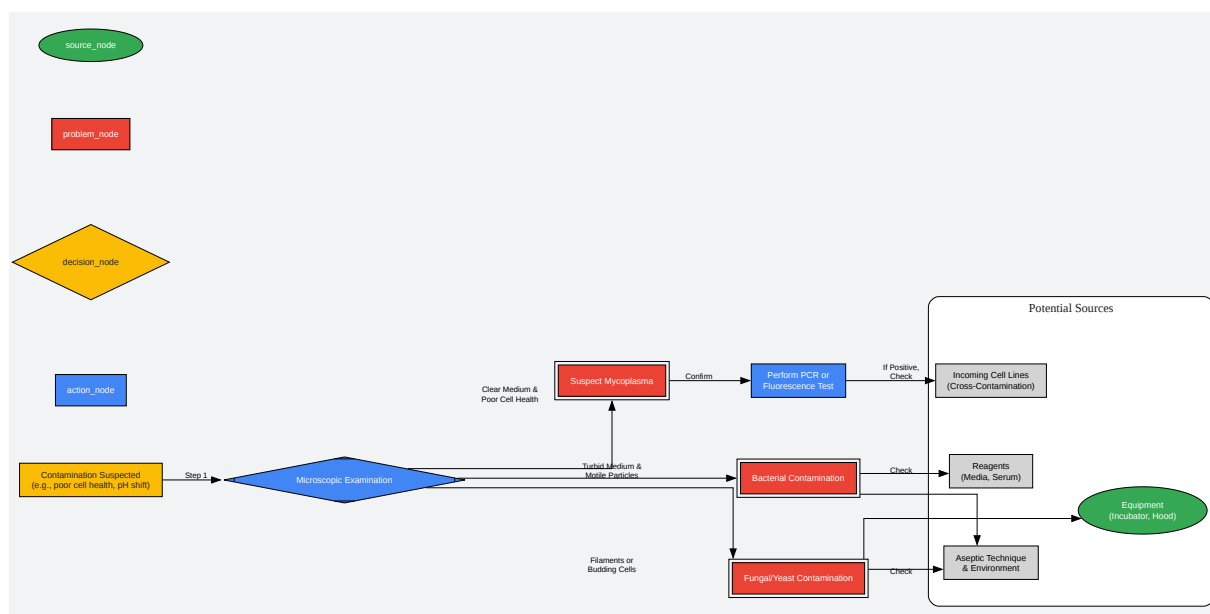 source_node
problem_node
decision_node
action_node
Contamination Suspected
(e.g., poor cell health, pH shift)
Step 1
Microscopic Examination
Clear Medium &
Poor Cell Health
Suspect Mycoplasma
Confirm
Perform PCR or
Fluorescence Test
If Positive,
Check
Turbid Medium &
Motile Particles
Bacterial Contamination
Check
Filaments or
Budding Cells
Fungal/Yeast Contamination
Check
Potential Sources
Incoming Cell Lines
(Cross-Contamination)
Reagents
(Media, Serum)
Equipment
(Incubator, Hood)
Aseptic Technique
& Environment